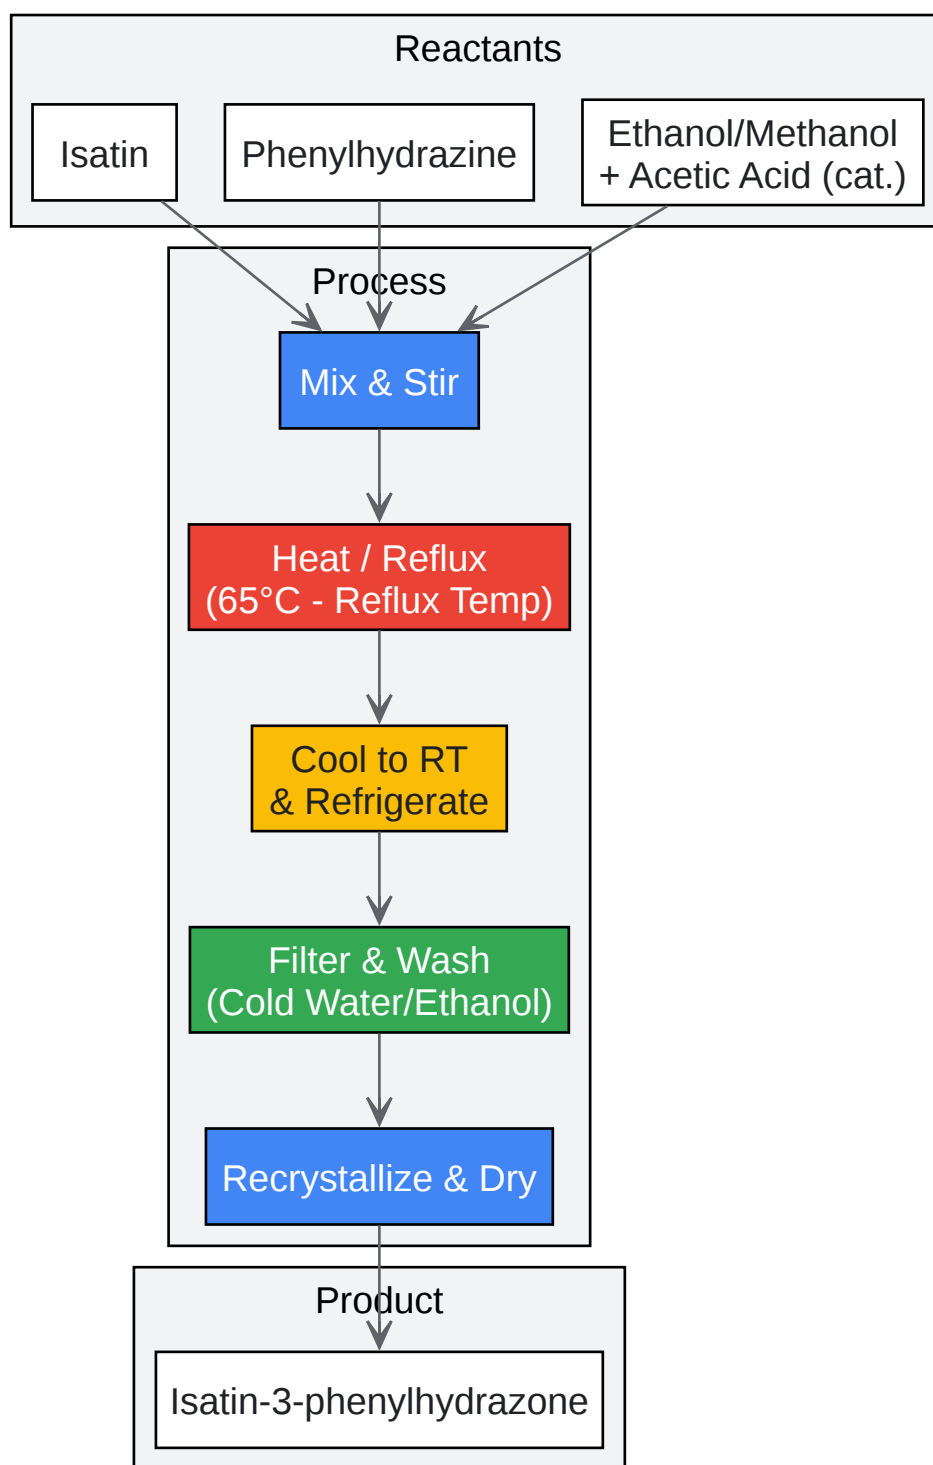 Reactants
Isatin
Phenylhydrazine
Ethanol/Methanol
+ Acetic Acid (cat.)
Process
Mix & Stir
Heat / Reflux
(65°C - Reflux Temp)
Cool to RT
& Refrigerate
Filter & Wash
(Cold Water/Ethanol)
Recrystallize & Dry
Product
Isatin-3-phenylhydrazone